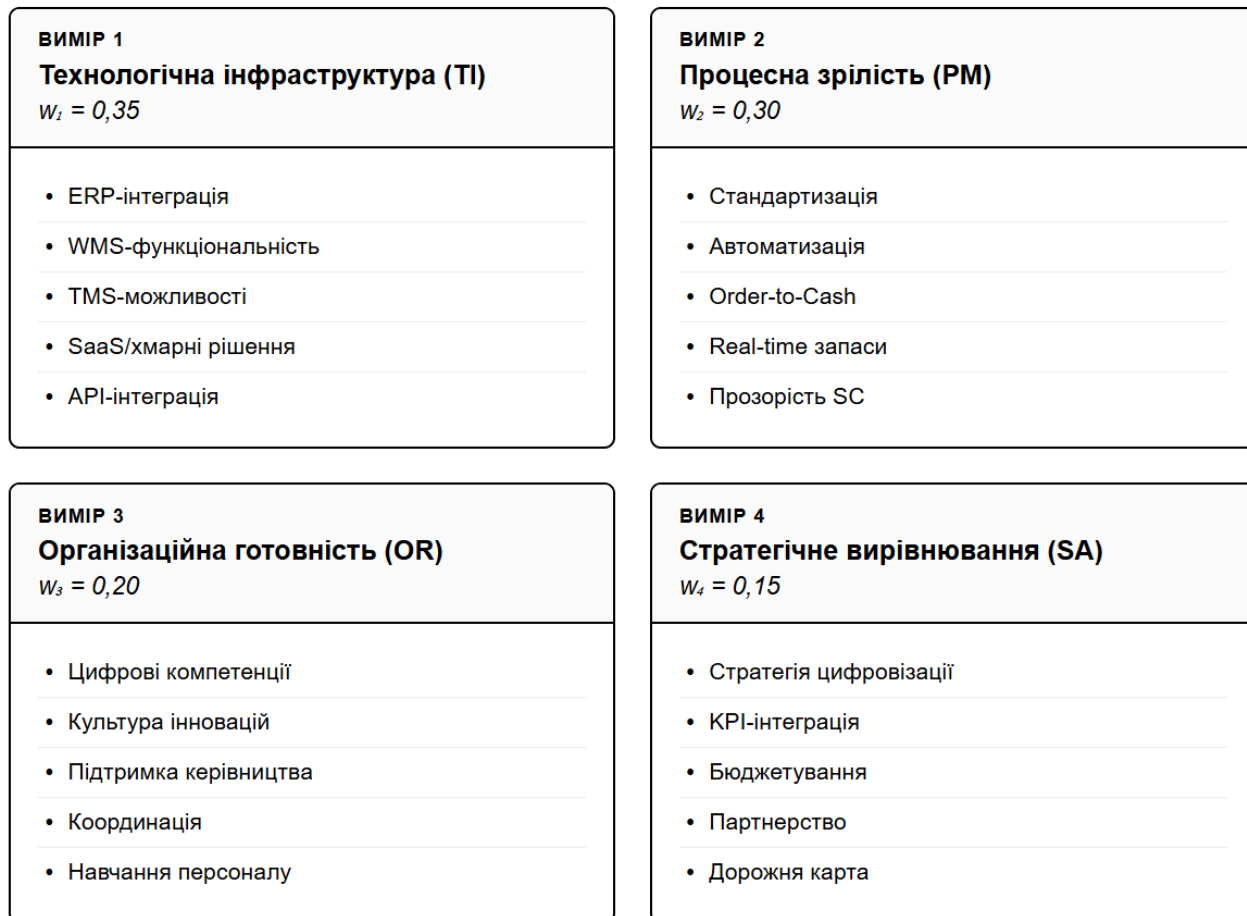 ВИМІР 1
Технологічна інфраструктура (TI)
w₁ = 0,35
• ERP-інтеграція
• WMS-функціональність
• TMS-можливості
• SaaS/хмарні рішення
• API-інтеграція
ВИМІР 2
Процесна зрілість (PM)
w₂ = 0,30
• Стандартизація
• Автоматизація
• Order-to-Cash
• Real-time запаси
• Прозорість SC
ВИМІР 3
Організаційна готовність (OR)
w₃ = 0,20
• Цифрові компетенції
• Культура інновацій
• Підтримка керівництва
• Координація
• Навчання персоналу
ВИМІР 4
Стратегічне вирівнювання (SA)
w₄ = 0,15
• Стратегія цифровізації
• KPI-інтеграція
• Бюджетування
• Партнерство
• Дорожня карта